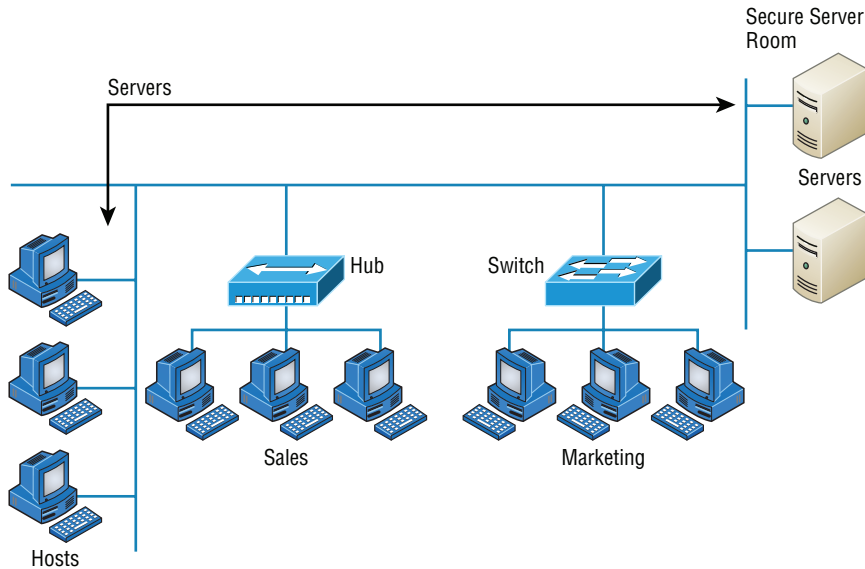 Secure Server
Room
Servers
Servers
Hub
Switch
Sales
Marketing
Hosts